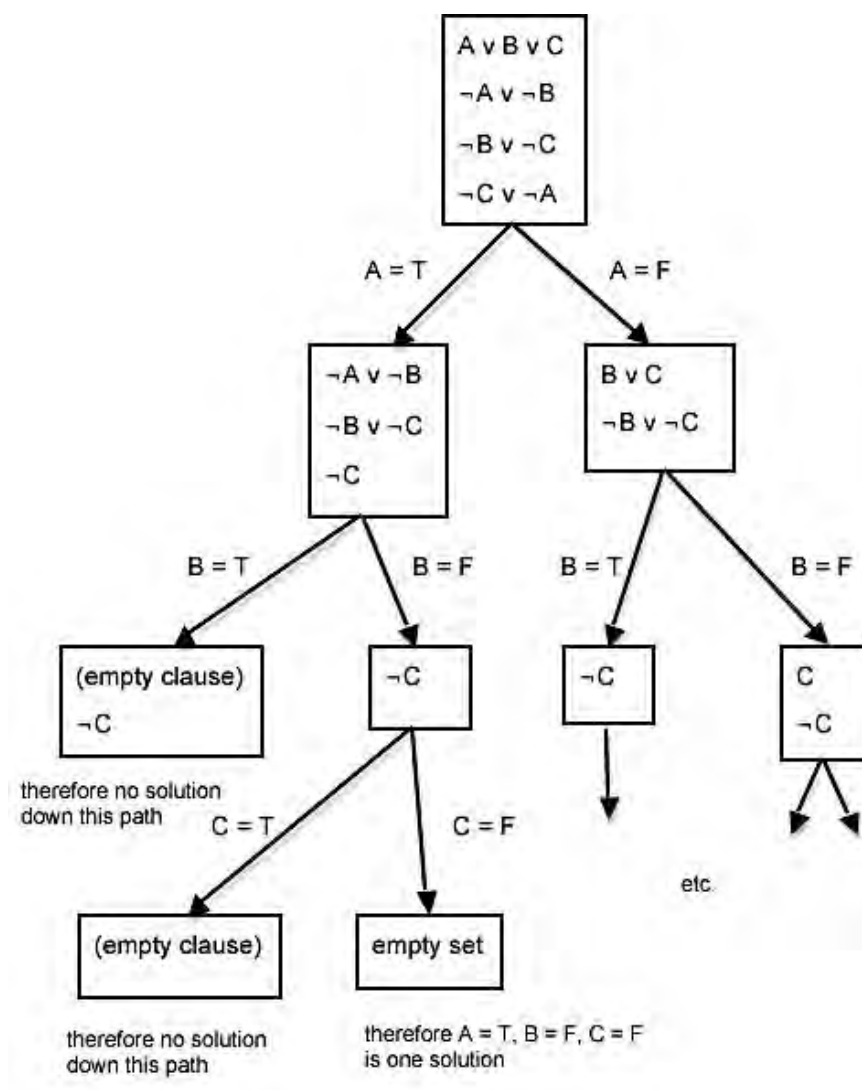 A v B v C
¬A v ¬B
¬B v ¬C
¬C v ¬A
A = T
A = F
¬A v ¬B
¬B v ¬C
¬C
B v C
¬B v ¬C
B = T
B = F
B = T
B = F
(empty clause)
¬C
¬C
¬C
C
¬C
therefore no solution
down this path
C = T
C = F
etc
(empty clause)
empty set
therefore no solution
down this path
therefore A = T, B = F, C = F
is one solution